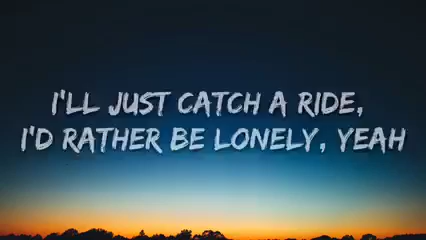 I'LL JUST CATCH A RIDE,
I'D RATHER BE LONELY, YEAH